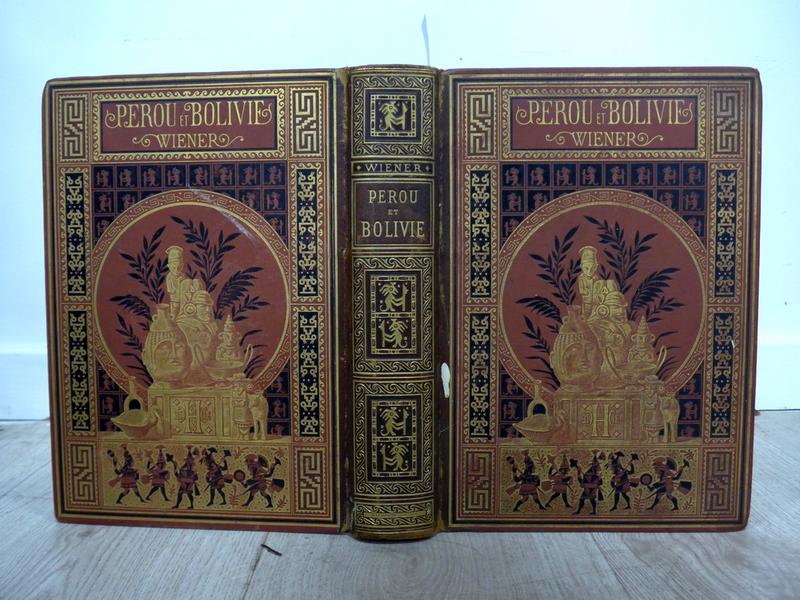 PEROU ET BOLIVIE
WIENER
WIENER
PEROU
ET
BOLIVIE
PEROU ET BOLIVIE
WIENER
H